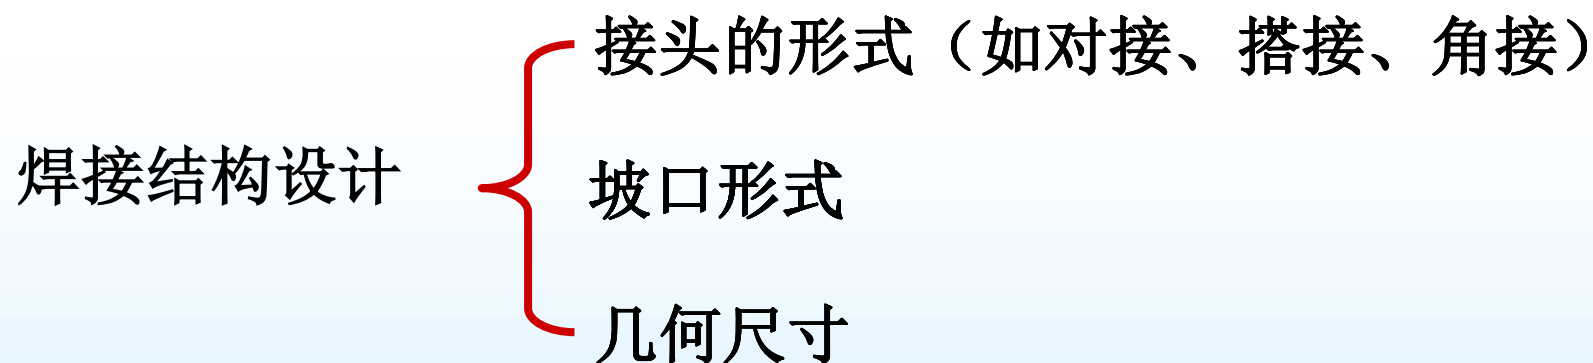 接头的形式（如对接、搭接、角接）
焊接结构设计
坡口形式
几何尺寸